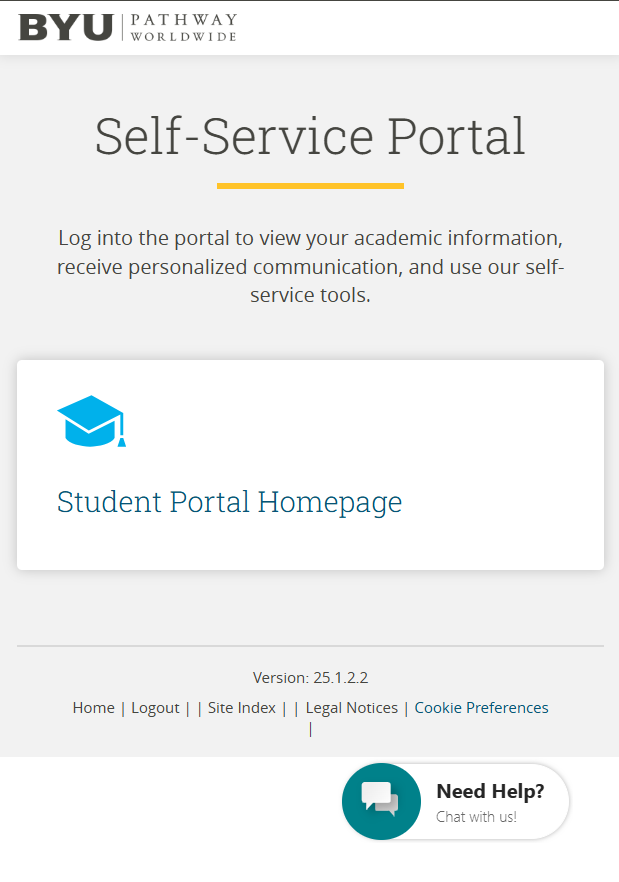 BYU PATHWAY
WORLDWIDE
Self-Service Portal
Log into the portal to view your academic information,
receive personalized communication, and use our self-
service tools.
Student Portal Homepage
Version: 25.1.2.2
Home | Logout | | Site Index | | Legal Notices | Cookie Preferences
|
Need Help?
Chat with us!